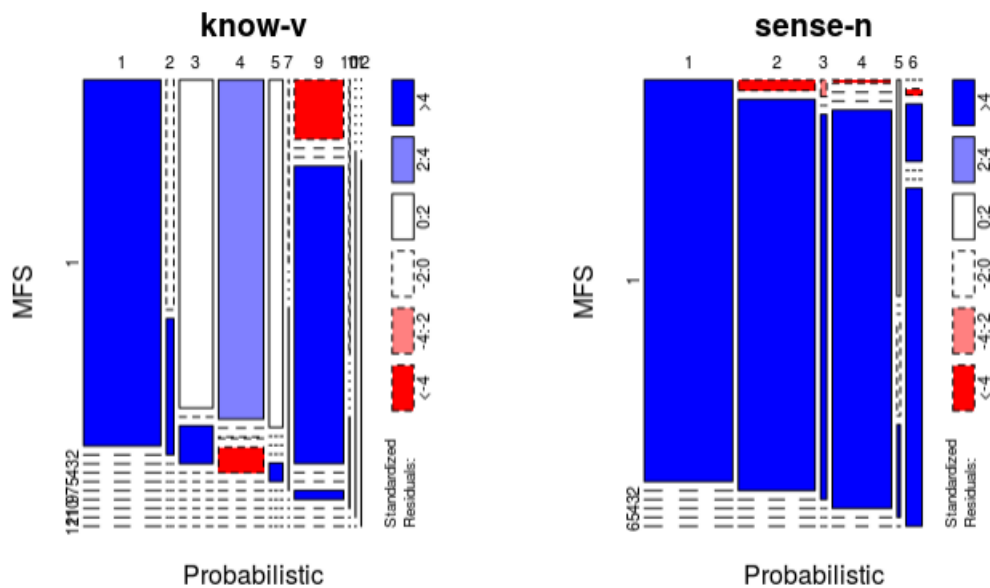 know-v
1 2 3 4 5 7 9
MFS
1
Probabilistic
Standardized
Residuals:
<-4
-4:-2
-2:0
0:2
2:4
>4
sense-n
1 2 3 4 5 6
MFS
1
65432
Probabilistic
Standardized
Residuals:
<-4
-4:-2
-2:0
0:2
2:4
>4